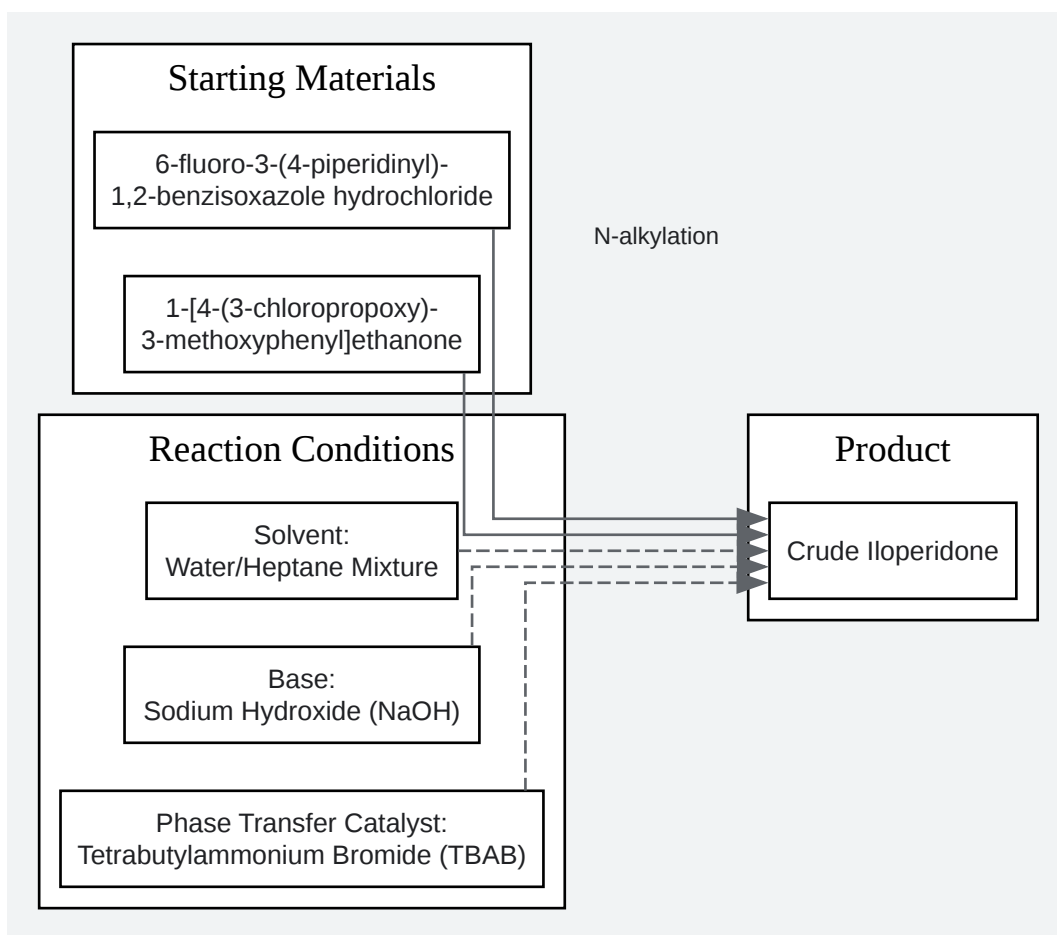 Starting Materials
6-fluoro-3-(4-piperidinyl)-
1,2-benzisoxazole hydrochloride
N-alkylation
1-[4-(3-chloropropoxy)-
3-methoxyphenyl]ethanone
Reaction Conditions
Solvent:
Water/Heptane Mixture
Base:
Sodium Hydroxide (NaOH)
Phase Transfer Catalyst:
Tetrabutylammonium Bromide (TBAB)
Product
Crude Iloperidone